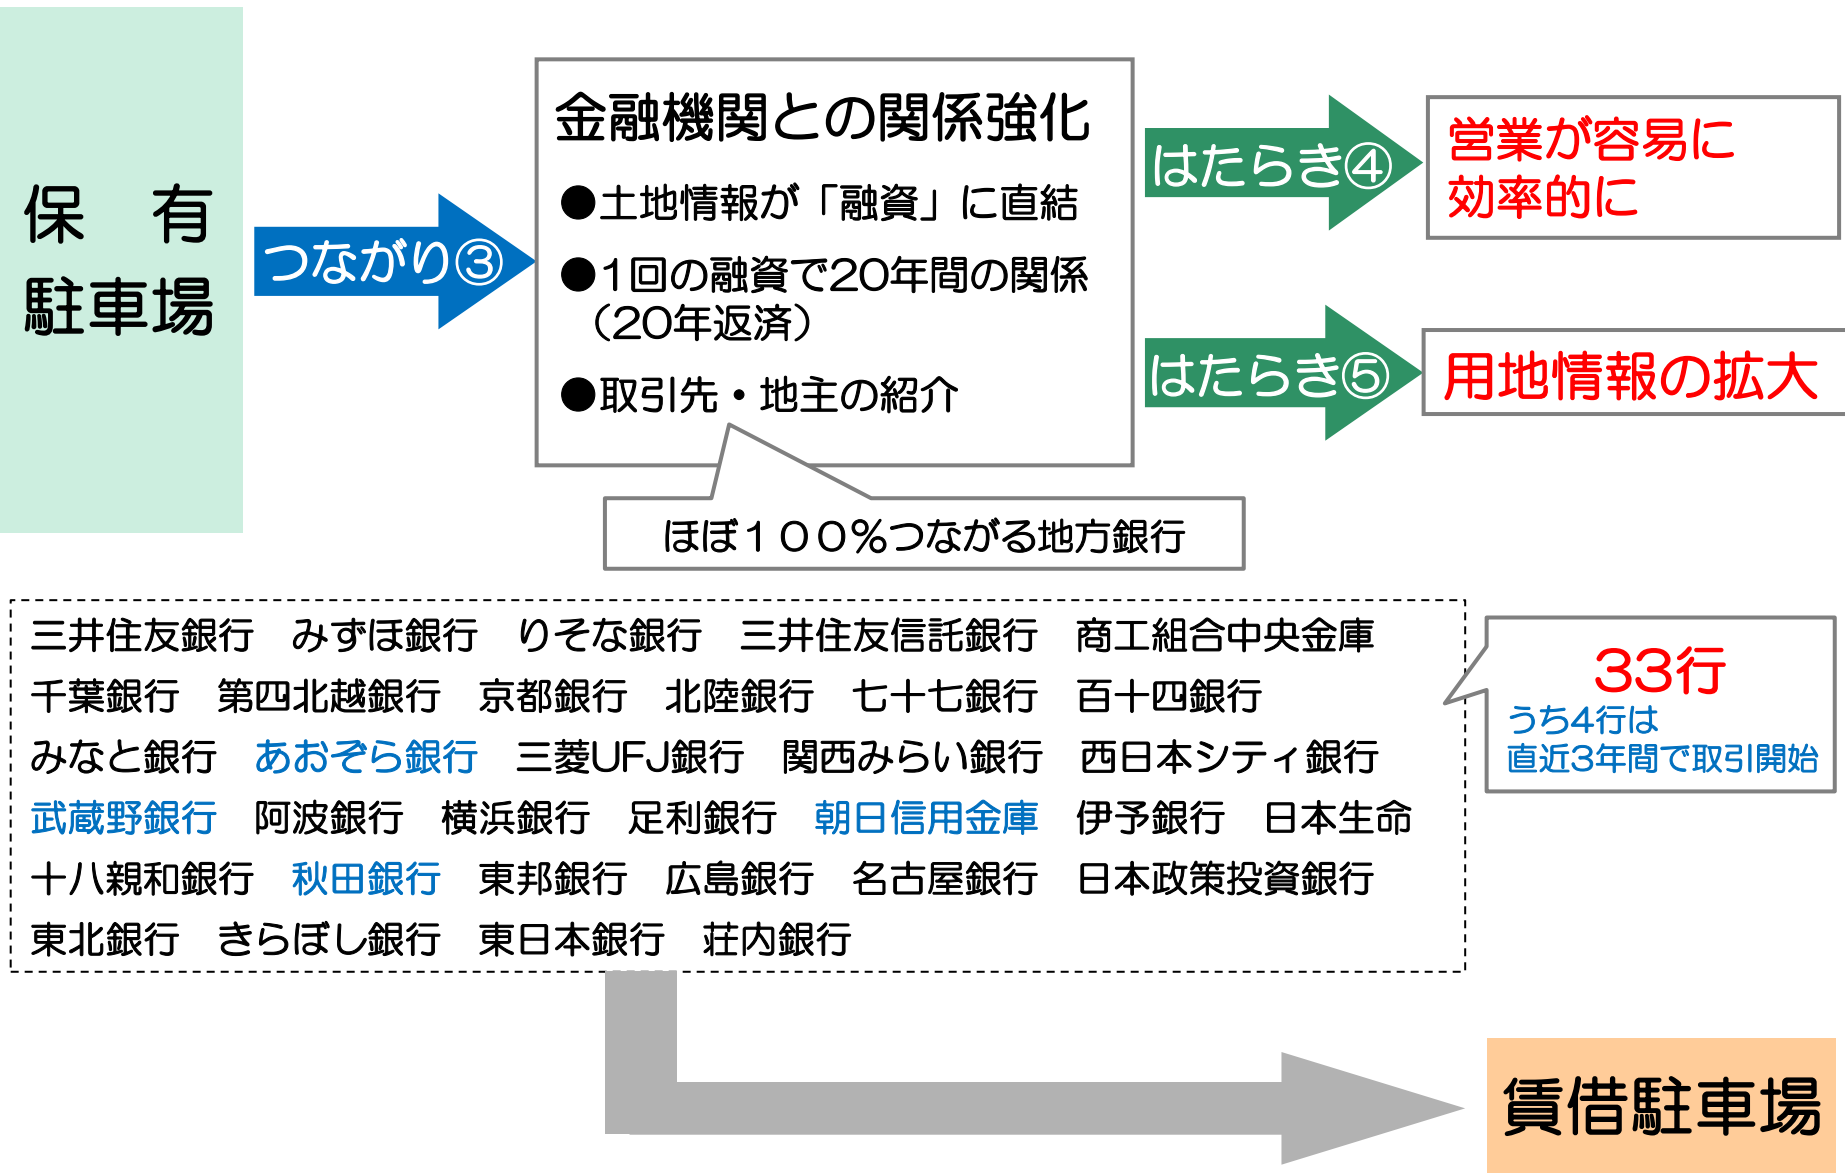 保　有
駐車場
つながり③
金融機関との関係強化
●土地情報が「融資」に直結
●1回の融資で20年間の関係
（20年返済）
●取引先・地主の紹介
はたらき④
営業が容易に
効率的に
はたらき⑤
用地情報の拡大
ほぼ１００％つながる地方銀行
三井住友銀行　みずほ銀行　りそな銀行　三井住友信託銀行　商工組合中央金庫
千葉銀行　第四北越銀行　京都銀行　北陸銀行　七十七銀行　百十四銀行
みなと銀行　あおぞら銀行　三菱UFJ銀行　関西みらい銀行　西日本シティ銀行
武蔵野銀行　阿波銀行　横浜銀行　足利銀行　朝日信用金庫　伊予銀行　日本生命
十八親和銀行　秋田銀行　東邦銀行　広島銀行　名古屋銀行　日本政策投資銀行
東北銀行　きらぼし銀行　東日本銀行　荘内銀行
33行
うち4行は
直近3年間で取引開始
賃借駐車場